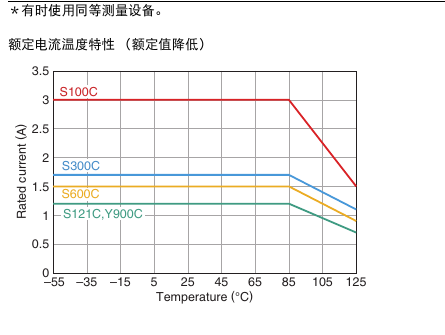 ＊有时使用同等测量设备。
额定电流温度特性 （额定值降低）
3.5
3
2.5
2
1.5
1
0.5
0
Rated current (A)
S100C
S300C
S600C
S121C,Y900C
–55 –35 –15 5 25 45 65 85 105 125
Temperature (°C)